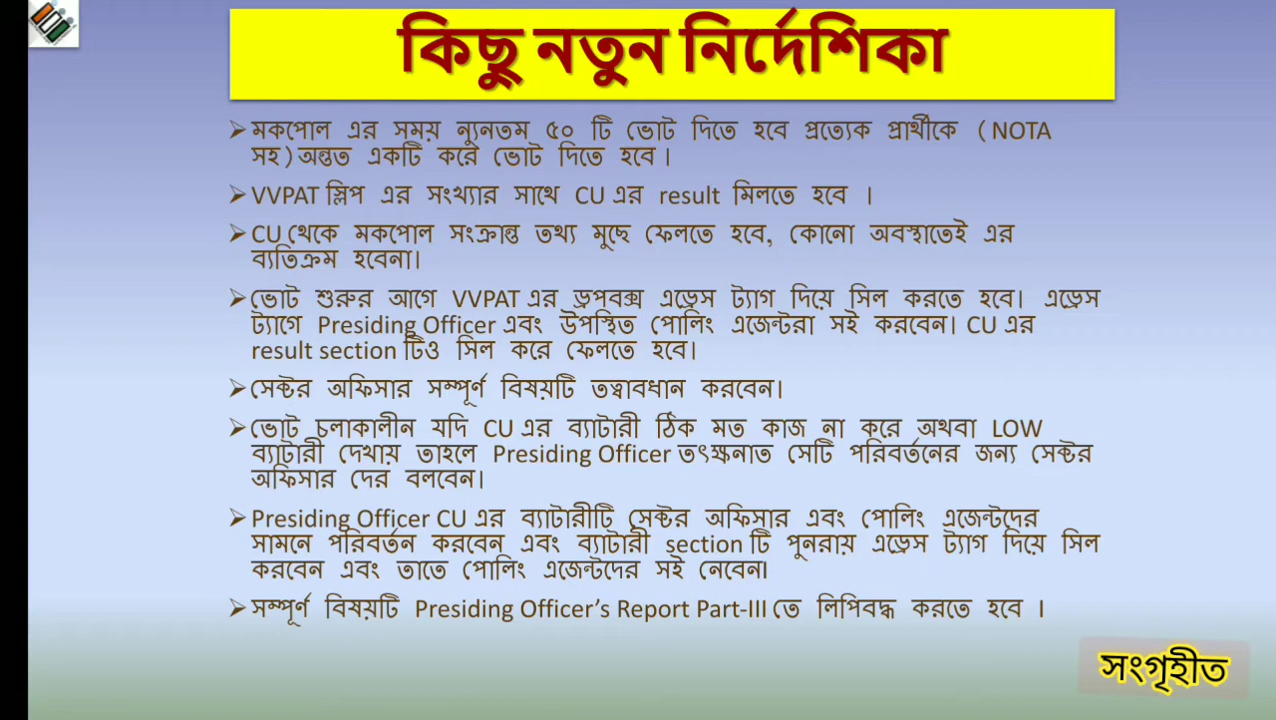 কিছু নতুন নির্দেশিকা
➢ মকপোল এর সময় ন্যুনতম ৫০ টি ভোট দিতে হবে প্রত্যেক প্রার্থীকে (NOTA
সহ) অন্তত একটি করে ভোট দিতে হবে।
➢ VVPAT স্লিপ এর সংখ্যার সাথে CU এর result মিলতে হবে ।
➢ CU থেকে মকপোল সংক্রান্ত তথ্য মুছে ফেলতে হবে, কোনো অবস্থাতেই এর
ব্যতিক্রম হবেনা।
➢ ভোট শুরুর আগে VVPAT এর ড্রপবক্স এড্রেস ট্যাগ দিয়ে সিল করতে হবে। এড্রেস
ট্যাগে Presiding Officer এবং উপস্থিত পোলিং এজেন্টরা সই করবেন। CU এর
result section টিও সিল করে ফেলতে হবে।
➢ সেক্টর অফিসার সম্পূর্ণ বিষয়টি তত্বাবধান করবেন।
➢ ভোট চলাকালীন যদি CU এর ব্যাটারী ঠিক মত কাজ না করে অথবা LOW
ব্যাটারী দেখায় তাহলে Presiding Officer তৎক্ষনাত সেটি পরিবর্তনের জন্য সেক্টর
অফিসার দের বলবেন।
➢ Presiding Officer CU এর ব্যাটারীটি সেক্টর অফিসার এবং পোলিং এজেন্টদের
সামনে পরিবর্তন করবেন এবং ব্যাটারী section টি পুনরায় এড্রেস ট্যাগ দিয়ে সিল
করবেন এবং তাতে পোলিং এজেন্টদের সই নেবেন।
➢ সম্পূর্ণ বিষয়টি Presiding Officer’s Report Part-III তে লিপিবদ্ধ করতে হবে ।
সংগৃহীত